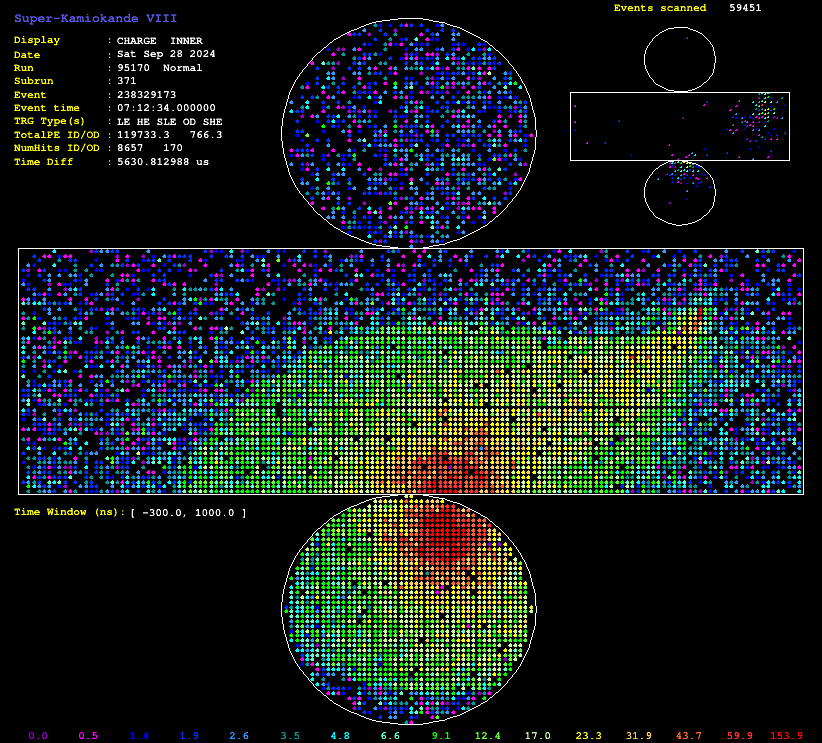 Super-Kamiokande VIII
Events scanned 59451
Display : CHARGE INNER
Date : Sat Sep 28 2024
Run : 95170 Normal
Subrun : 371
Event : 238329173
Event time : 07:12:34.000000
TRG Type(s) : LE HE SLE OD SHE
TotalPE ID/OD : 119733.3 766.3
NumHits ID/OD : 8657 170
Time Diff : 5630.812988 us
Time Window (ns): [ -300.0, 1000.0 ]
0.0 0.5 1.4 1.9 2.6 3.5 4.8 6.6 9.1 12.4 17.0 23.3 31.9 43.7 59.9 153.9